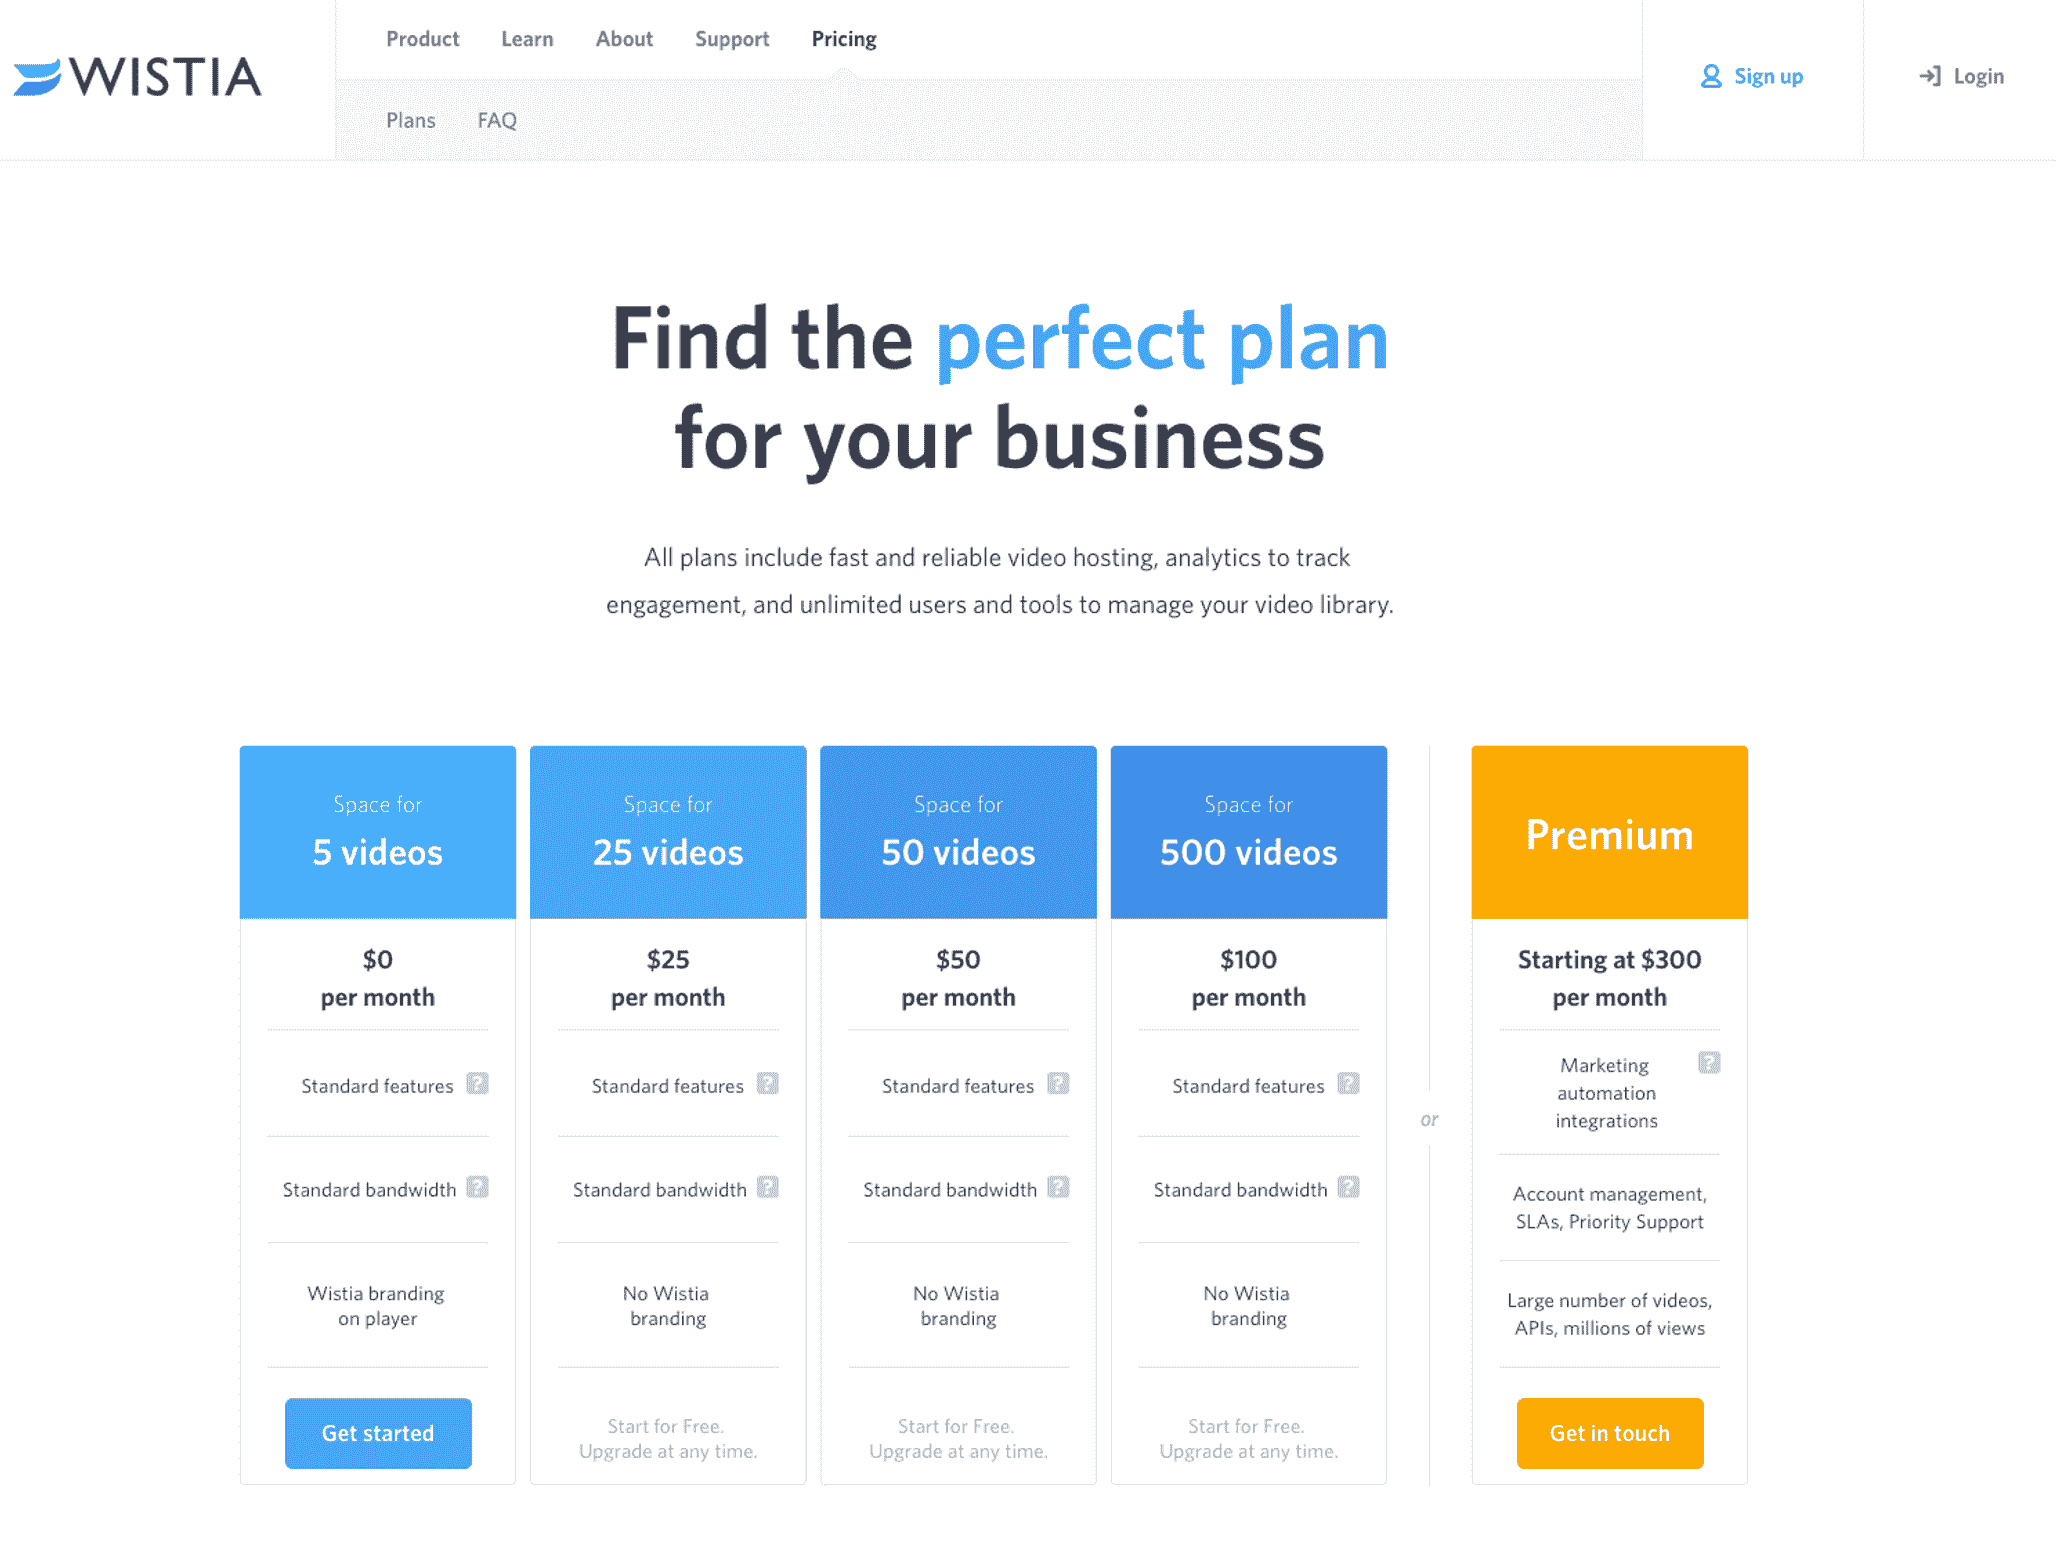 WISTIA
Product Learn About Support Pricing
Sign up
Login
Plans FAQ
Find the perfect plan
for your business
All plans include fast and reliable video hosting, analytics to track
engagement, and unlimited users and tools to manage your video library.
Space for
5 videos
$0
per month
Standard features ?
Standard bandwidth ?
Wistia branding
on player
Get started
Space for
25 videos
$25
per month
Standard features ?
Standard bandwidth ?
No Wistia
branding
Start for Free.
Upgrade at any time.
Space for
50 videos
$50
per month
Standard features ?
Standard bandwidth ?
No Wistia
branding
Start for Free.
Upgrade at any time.
Space for
500 videos
$100
per month
Standard features ?
Standard bandwidth ?
No Wistia
branding
Start for Free.
Upgrade at any time.
or
Premium
Starting at $300
per month
Marketing ?
automation
integrations
Account management,
SLAs, Priority Support
Large number of videos,
APIs, millions of views
Get in touch